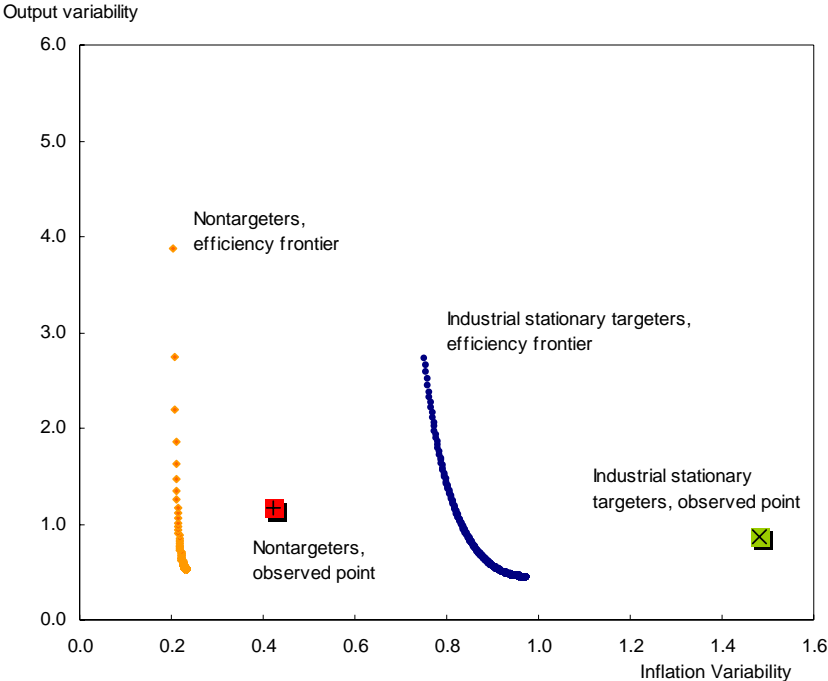 Output variability
6.0
5.0
4.0
3.0
2.0
1.0
0.0
Nontargeters,
efficiency frontier
Industrial stationary targeters,
efficiency frontier
Industrial stationary
targeters, observed point
Nontargeters,
observed point
0.0 0.2 0.4 0.6 0.8 1.0 1.2 1.4 1.6
Inflation Variability